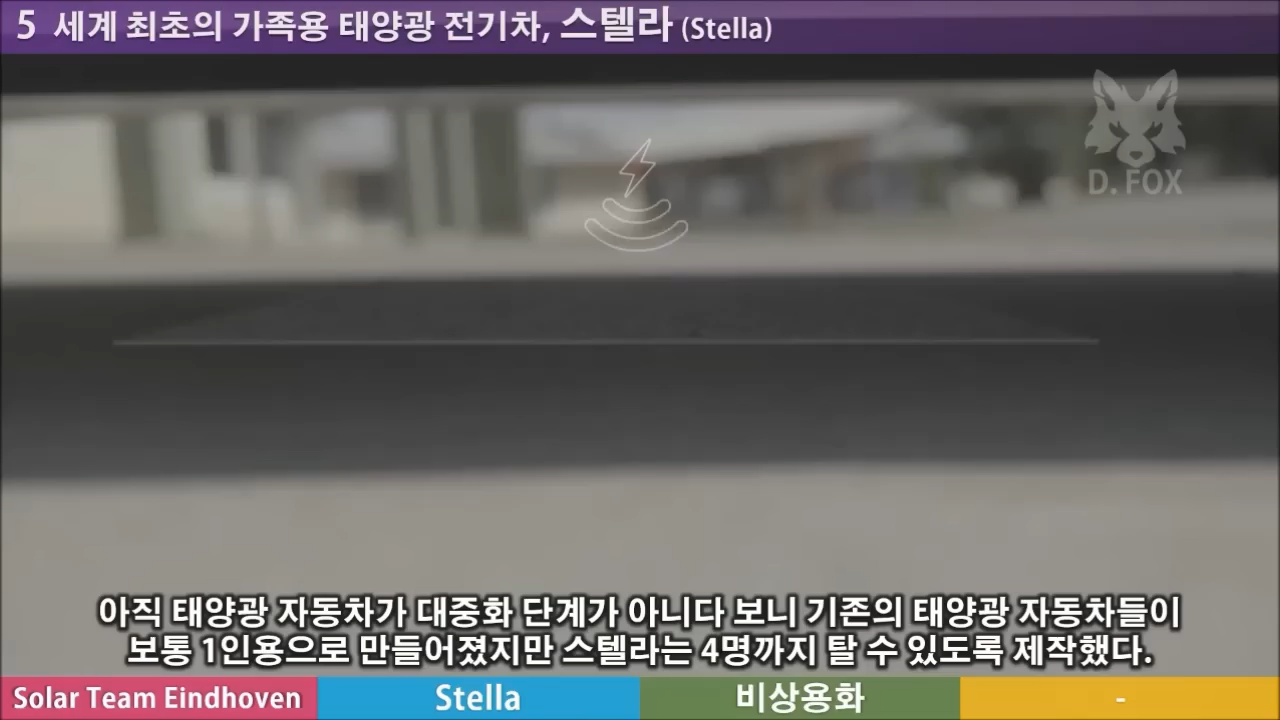 5 세계 최초의 가족용 태양광 전기차, 스텔라 (Stella)
D. FOX
아직 태양광 자동차가 대중화 단계가 아니다 보니 기존의 태양광 자동차들이
보통 1인용으로 만들어졌지만 스텔라는 4명까지 탈 수 있도록 제작했다.
Solar Team Eindhoven
Stella
비상용화
-